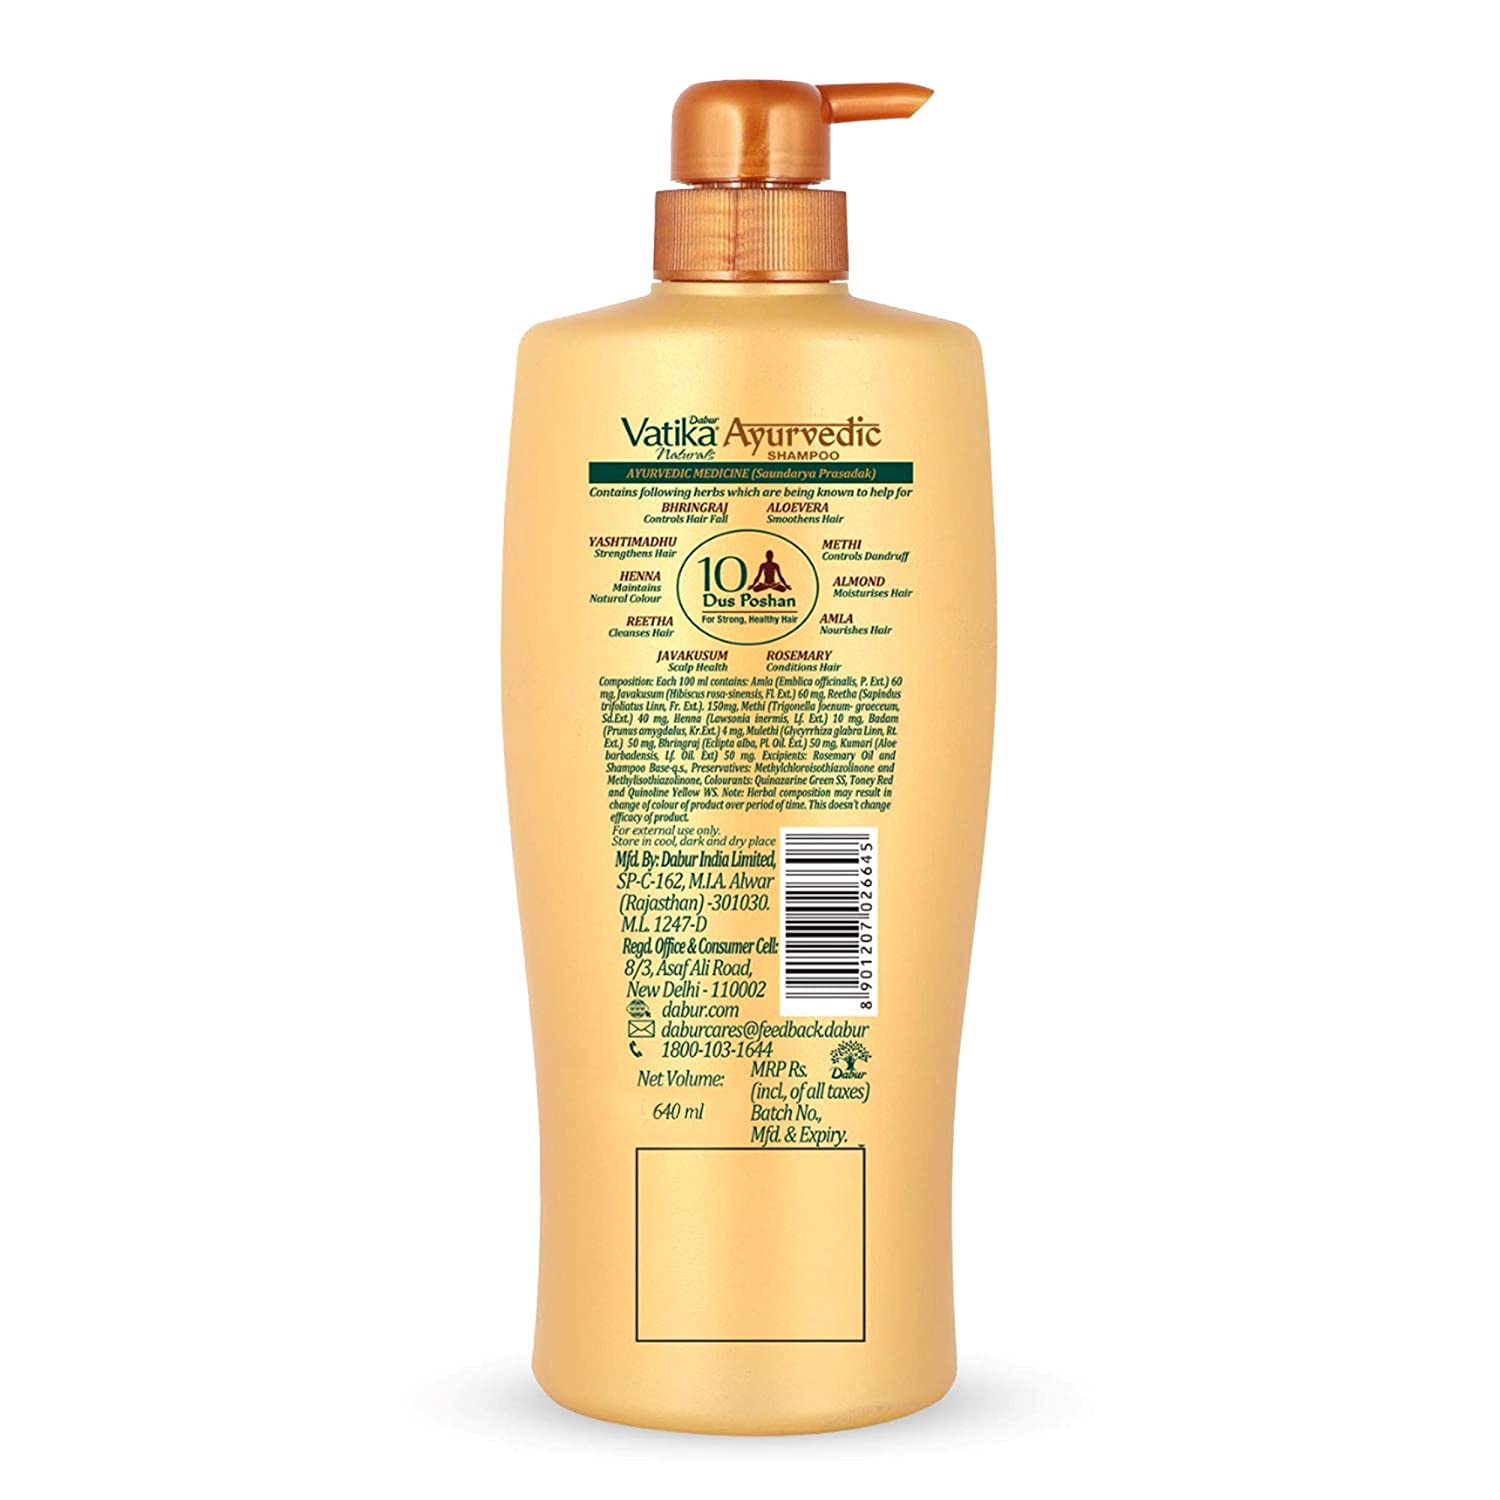 Dabur
Vatika® Ayurvedic
Naturals SHAMPOO
AYURVEDIC MEDICINE (Saundarya Prasadak)
Contains following herbs which are being known to help for
BHRINGRAJ
Controls Hair Fall
ALOEVERA
Smoothens Hair
YASHTIMADHU
Strengthens Hair
METHI
Controls Dandruff
HENNA
Maintains
Natural Colour
ALMOND
Moisturises Hair
REETHA
Cleanses Hair
AMLA
Nourishes Hair
JAVAKUSUM
Scalp Health
ROSEMARY
Conditions Hair
10
Dus Poshan
For Strong, Healthy Hair
Composition: Each 100 ml contains: Amla (Emblica officinalis, P. Ext.) 60
mg, Javakusum (Hibiscus rosa-sinensis, Fl. Ext.) 60 mg, Reetha (Sapindus
trifoliatus Linn, Fr. Ext.). 150mg, Methi (Trigonella foenum- graeceum,
Sd.Ext.) 40 mg, Henna (Lawsonia inermis, Lf. Ext.) 10 mg, Badam
(Prunus amygdalus, Kr.Ext.) 4 mg, Mulethi (Glycyrrhiza glabra Linn, Rt.
Ext.) 50 mg, Bhringraj (Eclipta alba, Pl. Oil. Ext.) 50 mg, Kumari (Aloe
barbadensis, Lf. Oil. Ext) 50 mg. Excipients: Rosemary Oil and
Shampoo Base-q.s., Preservatives: Methylchloroisothiazolinone and
Methylisothiazolinone, Colourants: Quinazarine Green SS, Toney Red
and Quinoline Yellow WS. Note: Herbal composition may result in
change of colour of product over period of time. This doesn't change
efficacy of product.
For external use only.
Store in cool, dark and dry place
Mfd. By: Dabur India Limited,
SP-C-162, M.I.A. Alwar
(Rajasthan) -301030.
M.L. 1247-D
Regd. Office & Consumer Cell:
8/3, Asaf Ali Road,
New Delhi - 110002
dabur.com
daburcares@feedback.dabur
1800-103-1644
8 901207 026645
Dabur
Net Volume:
640 ml
MRP Rs.
(incl., of all taxes)
Batch No.,
Mfd. & Expiry.